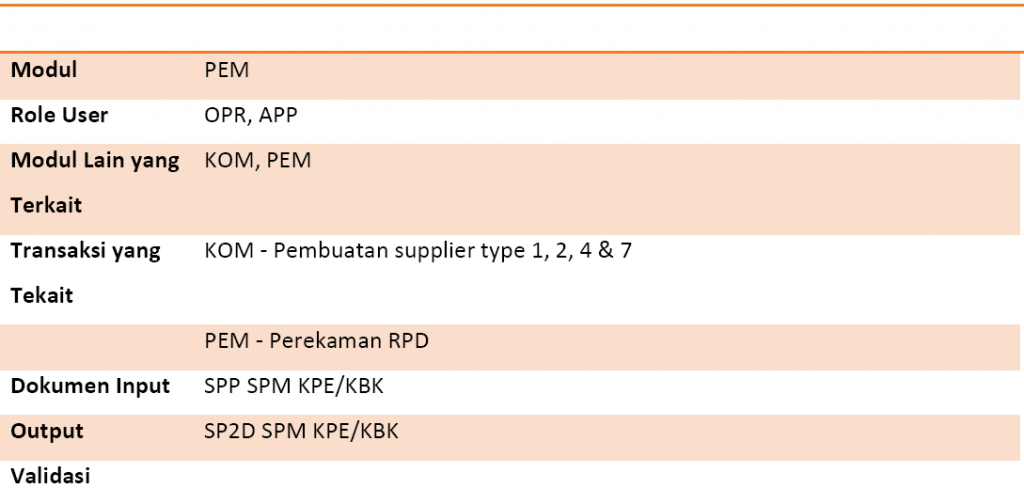 Modul PEM
Role User OPR, APP
Modul Lain yang KOM, PEM
Terkait
Transaksi yang KOM - Pembuatan supplier type 1, 2, 4 & 7
Tekait
PEM - Perekaman RPD
Dokumen Input SPP SPM KPE/KBK
Output SP2D SPM KPE/KBK
Validasi